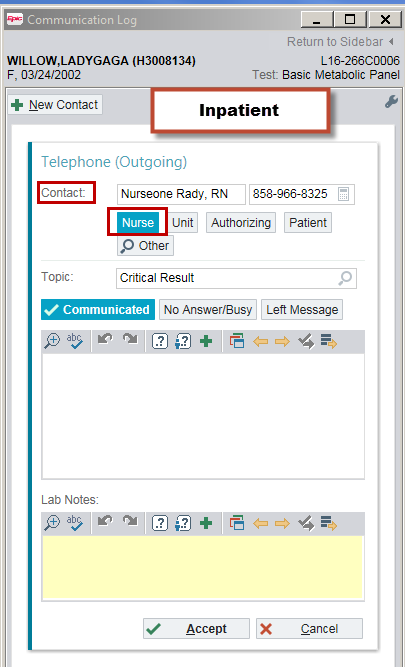 Epic Communication Log
Return to Sidebar
WILLOW,LADYGAGA (H3008134) L16-266C0006
F, 03/24/2002 Test: Basic Metabolic Panel
New Contact
Inpatient
Telephone (Outgoing)
Contact: Nurseone Rady, RN 858-966-8325
Nurse Unit Authorizing Patient
Other
Topic: Critical Result
Communicated No Answer/Busy Left Message
abc
Lab Notes:
abc
Accept Cancel